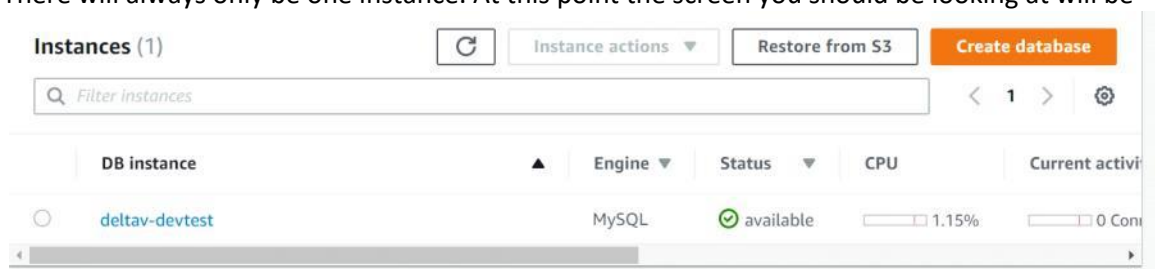 There will always only be one instance. At this point the screen you should be looking at will be
Instances (1) Instance actions Restore from S3 Create database
Filter instances 1
DB instance Engine Status CPU Current activi
deltav-devtest MySQL available 1.15% 0 Con